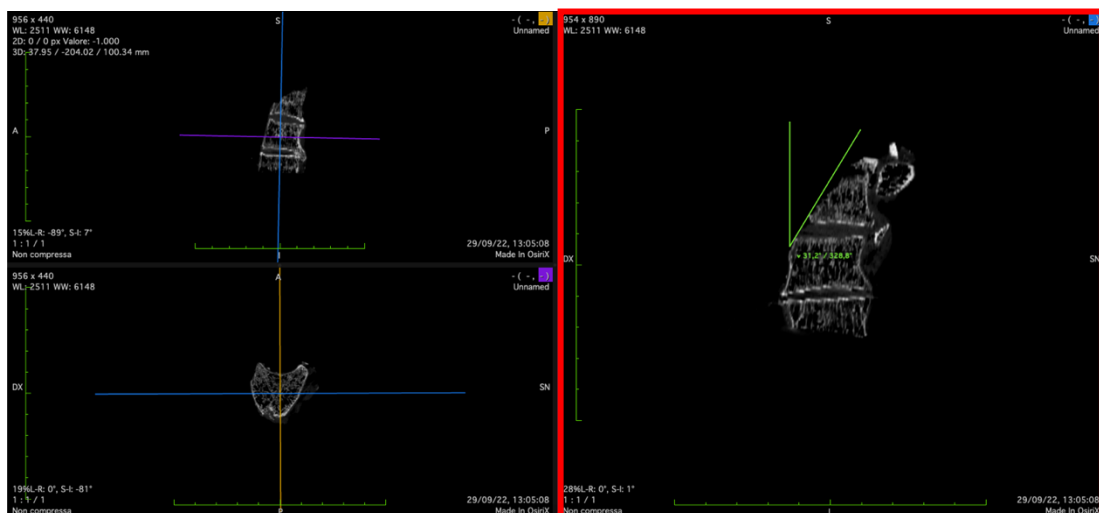 956 x 440
WL: 2511 WW: 6148
2D: 0 / 0 px Valore: -1.000
3D: 37.95 / -204.02 / 100.34 mm
S
- ( -, -)
Unnamed
A
P
15%L-R: -89°, S-I: 7°
1 : 1 / 1
Non compressa
I
29/09/22, 13:05:08
Made In OsiriX
956 x 440
WL: 2511 WW: 6148
A
- ( -, -)
Unnamed
DX
SN
19%L-R: 0°, S-I: -81°
1 : 1 / 1
Non compressa
P
29/09/22, 13:05:08
Made In OsiriX
954 x 890
WL: 2511 WW: 6148
S
- ( -, -)
Unnamed
31,2° / 328,8°
DX
SN
28%L-R: 0°, S-I: 1°
1 : 1 / 1
Non compressa
I
29/09/22, 13:05:08
Made In OsiriX